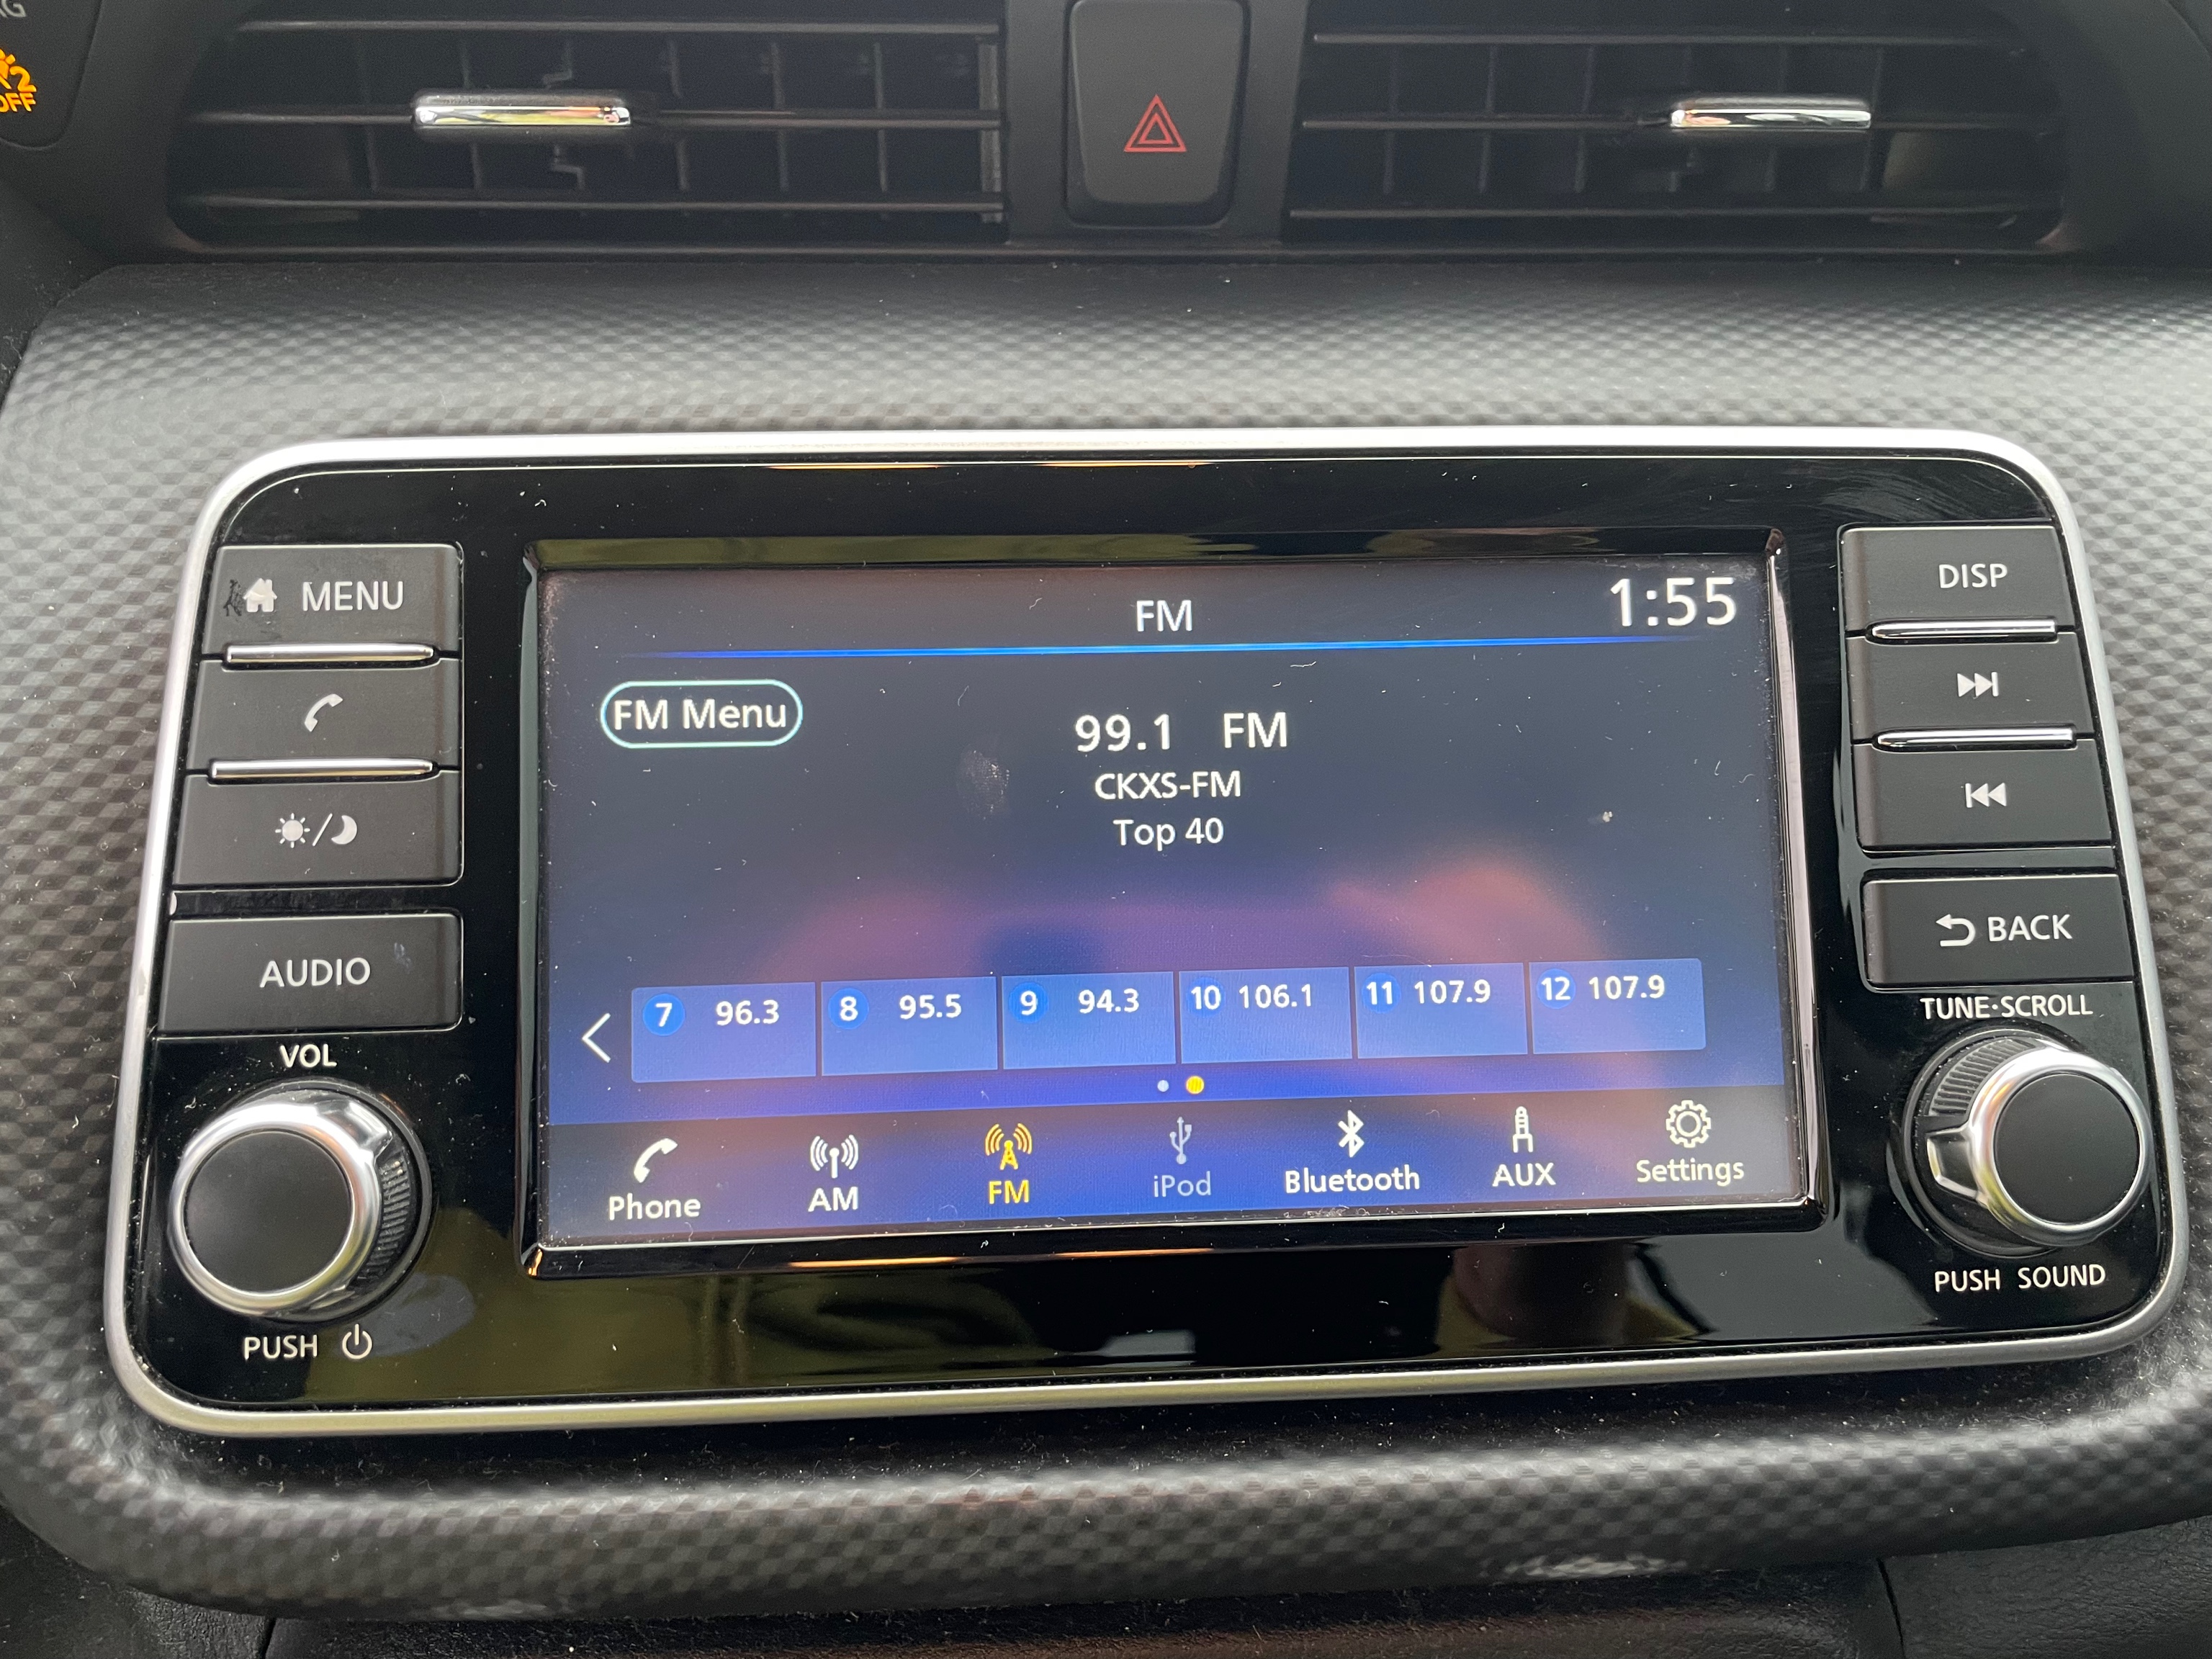 2
OFF
MENU
AUDIO
VOL
PUSH
FM
1:55
FM Menu
99.1 FM
CKXS-FM
Top 40
7 96.3
8 95.5
9 94.3
10 106.1
11 107.9
12 107.9
Phone
AM
FM
iPod
Bluetooth
AUX
Settings
DISP
BACK
TUNE·SCROLL
PUSH SOUND